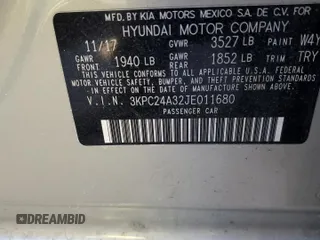 MFD. BY KIA MOTORS MEXICO S.A. DE C.V. FOR
HYUNDAI MOTOR COMPANY
11/17 GVWR 3527 LB PAINT W4Y
GAWR FRONT 1940 LB GAWR REAR 1852 LB TRIM TRY
THIS VEHICLE CONFORMS TO ALL APPLICABLE
FEDERAL MOTOR VEHICLE SAFETY, BUMPER, AND
THEFT PREVENTION STANDARDS IN EFFECT ON
THE DATE OF MANUFACTURE SHOWN ABOVE.
V.I.N. 3KPC24A32JE011680
PASSENGER CAR
DREAMBID